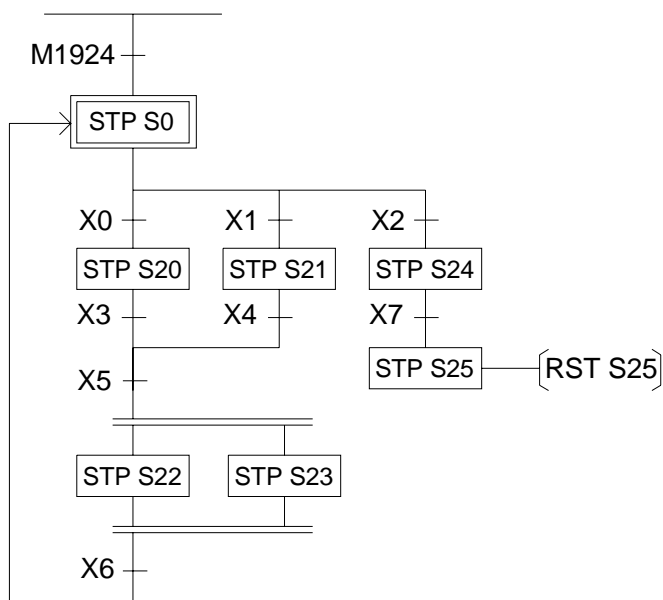 M1924
STP S0
X0 X1 X2
STP S20 STP S21 STP S24
X3 X4 X7
STP S25 RST S25
X5
STP S22 STP S23
X6